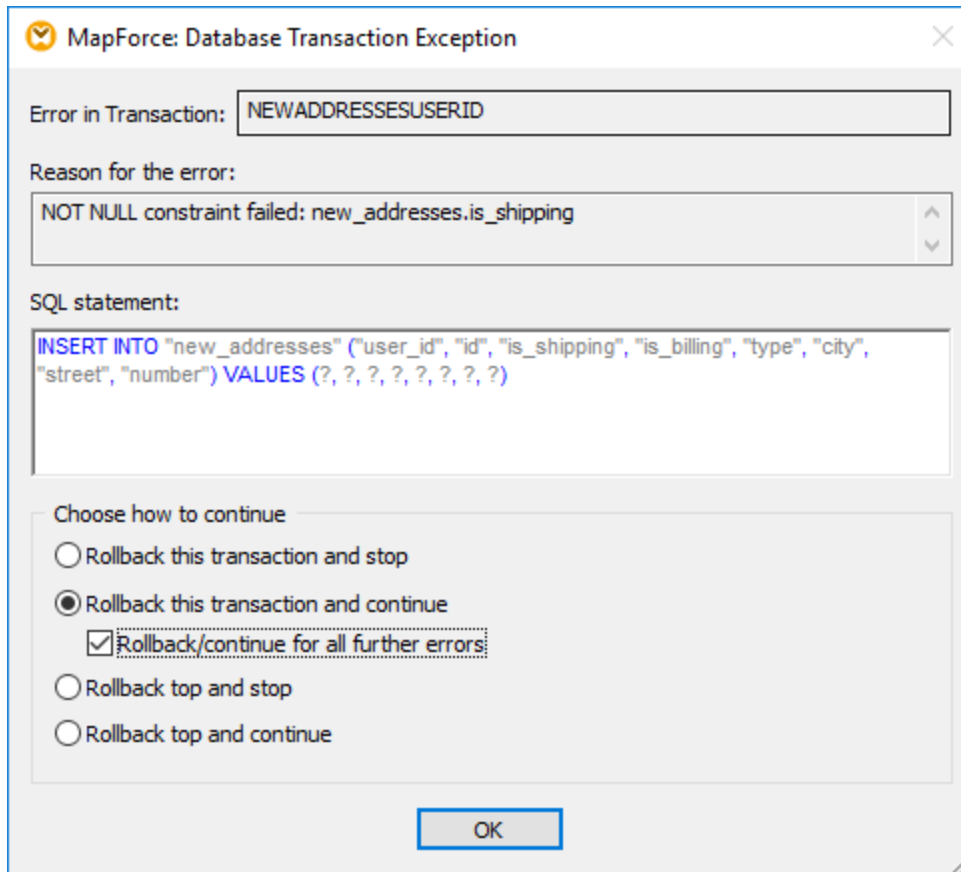 MapForce: Database Transaction Exception
Error in Transaction: NEWADDRESSESUSERID
Reason for the error:
NOT NULL constraint failed: new_addresses.is_shipping
SQL statement:
INSERT INTO "new_addresses" ("user_id", "id", "is_shipping", "is_billing", "type", "city",
"street", "number") VALUES (?, ?, ?, ?, ?, ?, ?, ?)
Choose how to continue
Rollback this transaction and stop
Rollback this transaction and continue
Rollback/continue for all further errors
Rollback top and stop
Rollback top and continue
OK